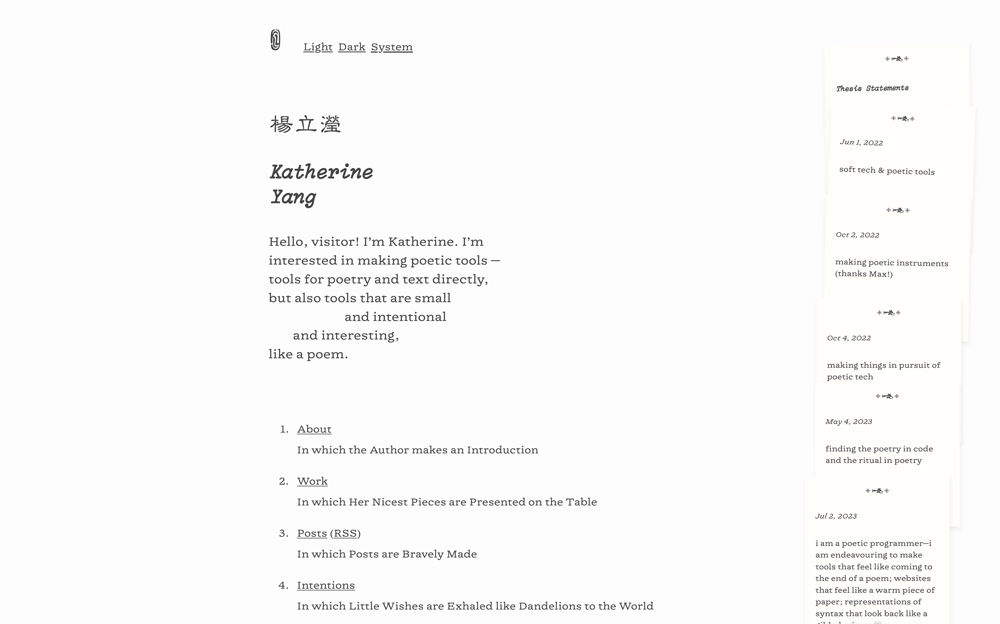 Light Dark System
楊立瀅
Katherine
Yang
Hello, visitor! I’m Katherine. I’m
interested in making poetic tools —
tools for poetry and text directly,
but also tools that are small
and intentional
and interesting,
like a poem.
1. About
In which the Author makes an Introduction
2. Work
In which Her Nicest Pieces are Presented on the Table
3. Posts (RSS)
In which Posts are Bravely Made
4. Intentions
In which Little Wishes are Exhaled like Dandelions to the World
Thesis Statements
Jun 1, 2022
soft tech & poetic tools
Oct 2, 2022
making poetic instruments
(thanks Max!)
Oct 4, 2022
making things in pursuit of
poetic tech
May 4, 2023
finding the poetry in code
and the ritual in poetry
Jul 2, 2023
i am a poetic programmer—i
am endeavouring to make
tools that feel like coming to
the end of a poem; websites
that feel like a warm piece of
paper; representations of
syntax that look back like a